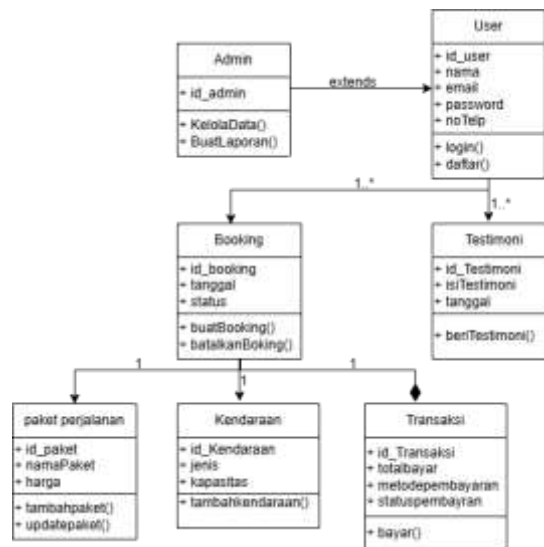 User
+ id_user
+ nama
+ email
+ password
+ noTelp
+ login()
+ daftar()
Admin
+ id_admin
+ KelolaData()
+ BuatLaporan()
extends
1..*
1..*
Booking
+ id_booking
+ tanggal
+ status
+ buatBooking()
+ batalkanBoking()
Testimoni
+ id_Testimoni
+ isiTestimoni
+ tanggal
+ beriTestimoni()
1
1
1
paket perjalanan
+ id_paket
+ namaPaket
+ harga
+ tambahpaket()
+ updatepaket()
Kendaraan
+ id_Kendaraan
+ jenis
+ kapasitas
+ tambahkendaraan()
Transaksi
+ id_Transaksi
+ totalbayar
+ metodepembayaran
+ statuspembayran
+ bayar()